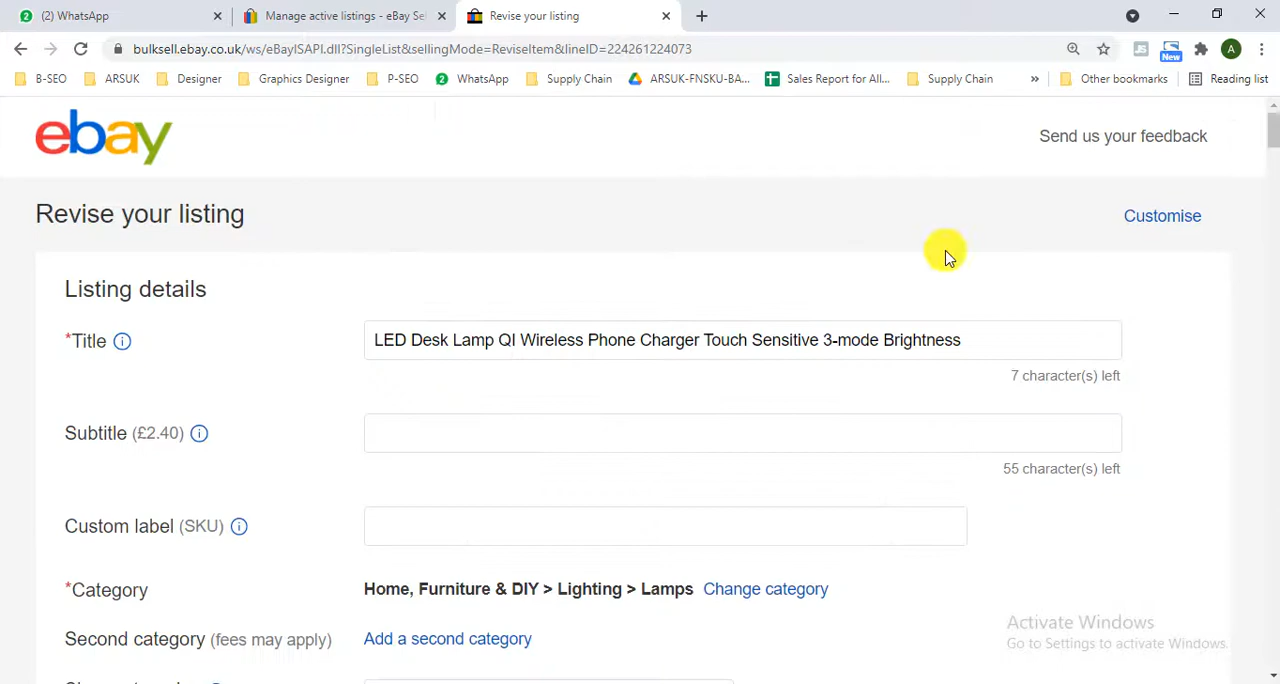 (2) WhatsApp
Manage active listings - eBay Se
Revise your listing
bulksell.ebay.co.uk/ws/eBayISAPI.dll?SingleList&sellingMode=ReviseItem&lineID=224261224073
JS
New
A
B-SEO
ARSUK
Designer
Graphics Designer
P-SEO
2
WhatsApp
Supply Chain
ARSUK-FNSKU-BA...
Sales Report for All...
Supply Chain
»
Other bookmarks
Reading list
ebay
Send us your feedback
Revise your listing
Customise
Listing details
*Title
LED Desk Lamp QI Wireless Phone Charger Touch Sensitive 3-mode Brightness
7 character(s) left
Subtitle (£2.40)
55 character(s) left
Custom label (SKU)
*Category
Home, Furniture & DIY > Lighting > Lamps Change category
Second category (fees may apply)
Add a second category
Activate Windows
Go to Settings to activate Windows.